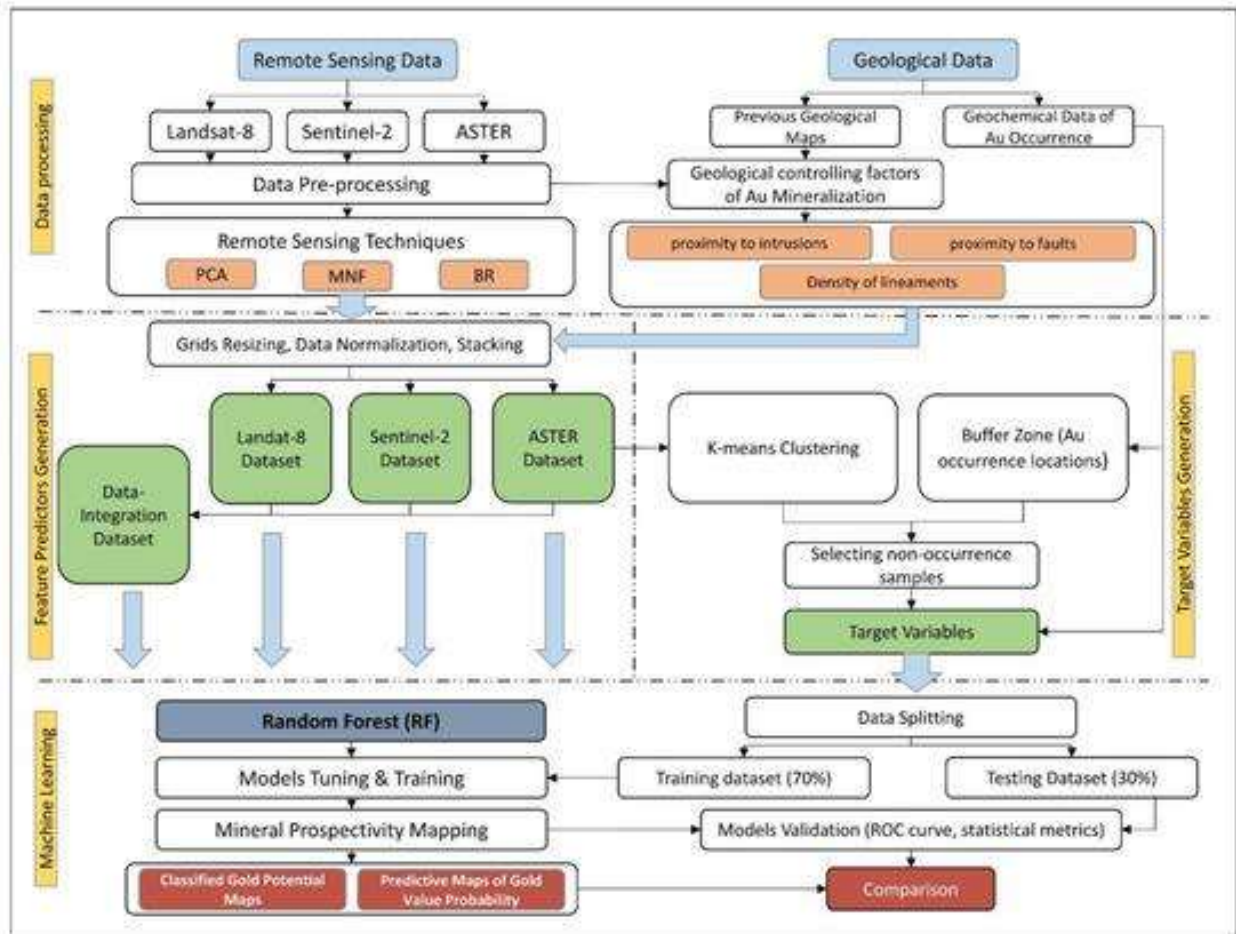 Remote Sensing Data
Geological Data
Data processing
Landsat-8
Sentinel-2
ASTER
Previous Geological
Maps
Geochemical Data of
Au Occurrence
Data Pre-processing
Geological controlling factors
of Au Mineralization
Remote Sensing Techniques
PCA
MNF
BR
proximity to intrusions
proximity to faults
Density of lineaments
Feature Predictors Generation
Grids Resizing, Data Normalization, Stacking
Landat-8
Dataset
Sentinel-2
Dataset
ASTER
Dataset
Data-
Integration
Dataset
K-means Clustering
Buffer Zone (Au
occurrence locations)
Selecting non-occurrence
samples
Target Variables
Target Variables Generation
Machine Learning
Random Forest (RF)
Data Splitting
Models Tuning & Training
Training dataset (70%)
Testing Dataset (30%)
Mineral Prospectivity Mapping
Models Validation (ROC curve, statistical metrics)
Classified Gold Potential
Maps
Predictive Maps of Gold
Value Probability
Comparison